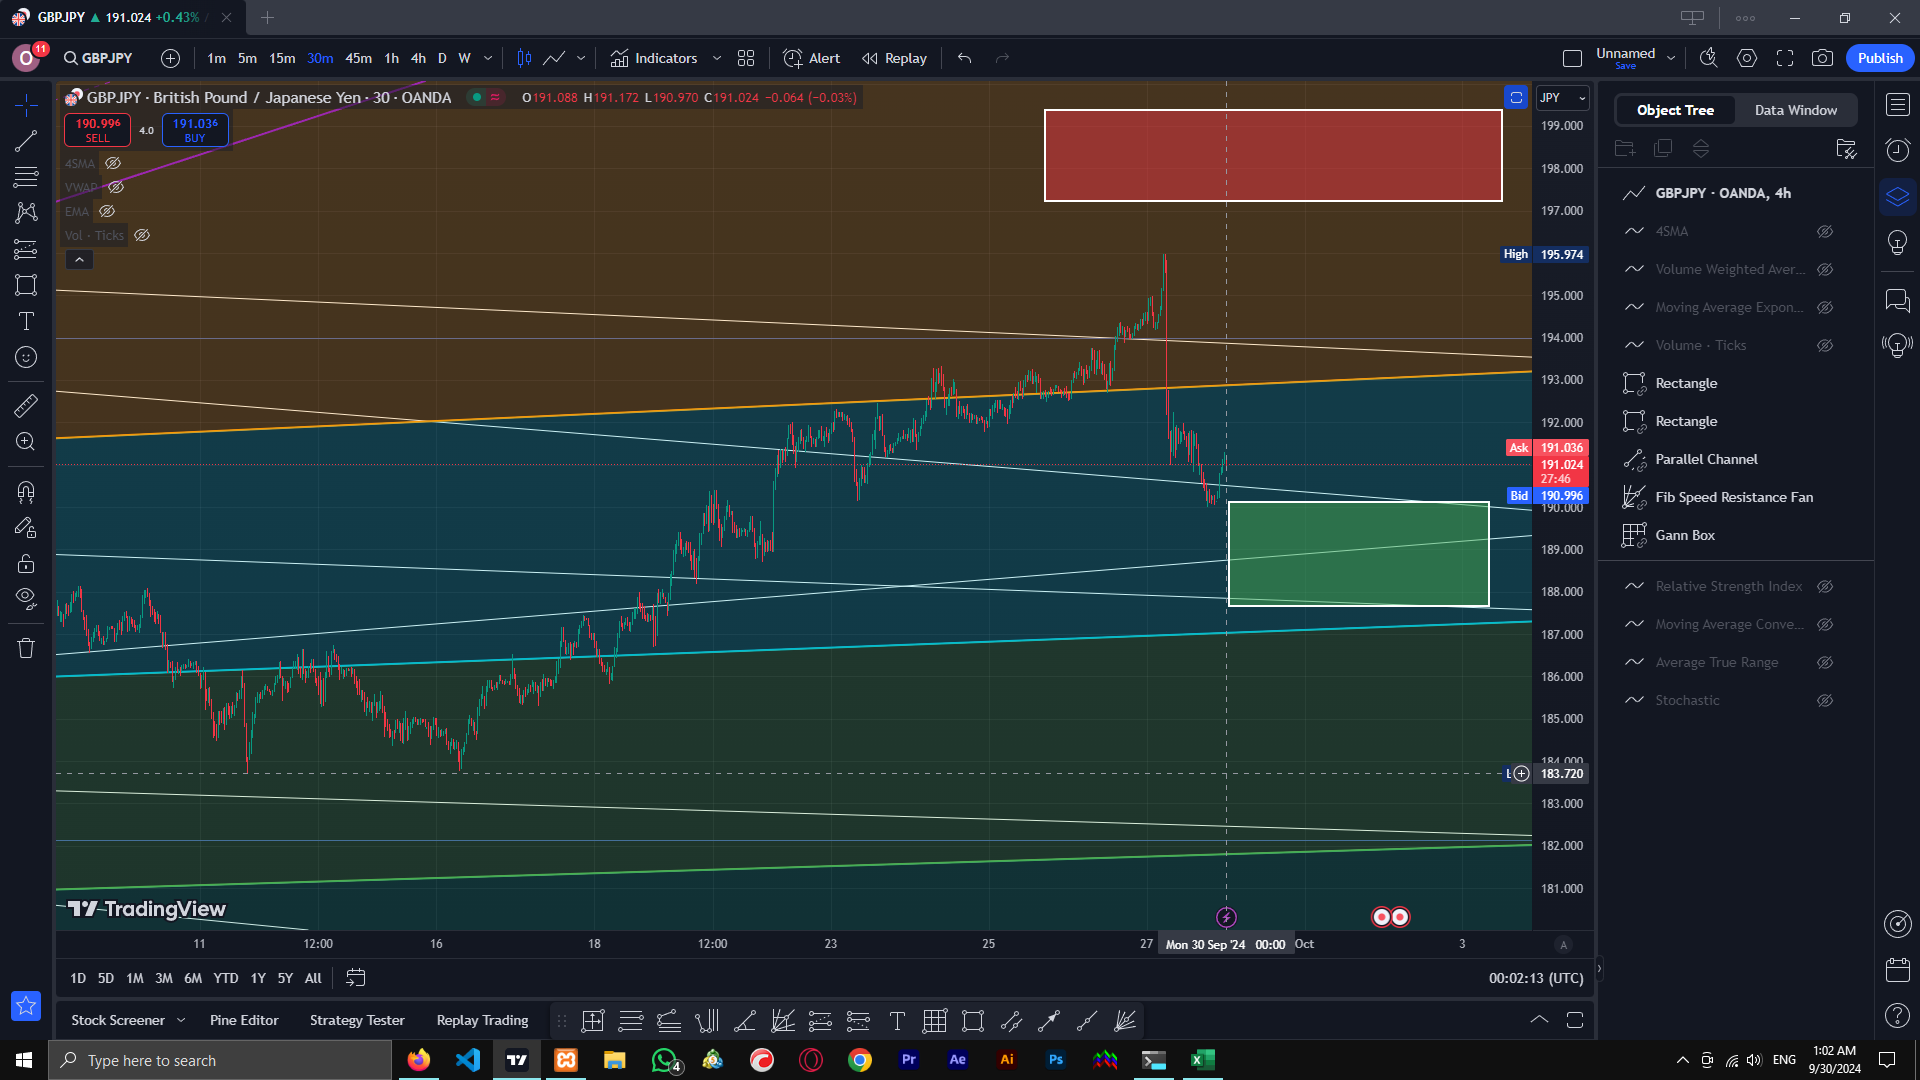 GBPJPY ▲ 191.024 +0.43% /
11
O
GBPJPY
1m 5m 15m 30m 45m 1h 4h D W
Indicators
Alert
Replay
Unnamed
Save
Publish
GBPJPY · British Pound / Japanese Yen · 30 · OANDA
O191.088 H191.172 L190.970 C191.024 −0.064 (−0.03%)
190.996
SELL
4.0
191.036
BUY
4SMA
VWAP
EMA
Vol · Ticks
JPY
199.000
198.000
197.000
High 195.974
195.000
194.000
193.000
192.000
Ask 191.036
191.024
27:46
Bid 190.996
190.000
189.000
188.000
187.000
186.000
185.000
184.000
183.720
183.000
182.000
181.000
TradingView
11 12:00 16 18 12:00 23 25 27 Mon 30 Sep '24 00:00 Oct 3
A
1D 5D 1M 3M 6M YTD 1Y 5Y All
00:02:13 (UTC)
Stock Screener
Pine Editor
Strategy Tester
Replay Trading
Object Tree
Data Window
GBPJPY · OANDA, 4h
4SMA
Volume Weighted Aver...
Moving Average Expon...
Volume · Ticks
Rectangle
Rectangle
Parallel Channel
Fib Speed Resistance Fan
Gann Box
Relative Strength Index
Moving Average Conve...
Average True Range
Stochastic
Type here to search
4
Pr
Ae
Ai
Ps
ENG
1:02 AM
9/30/2024